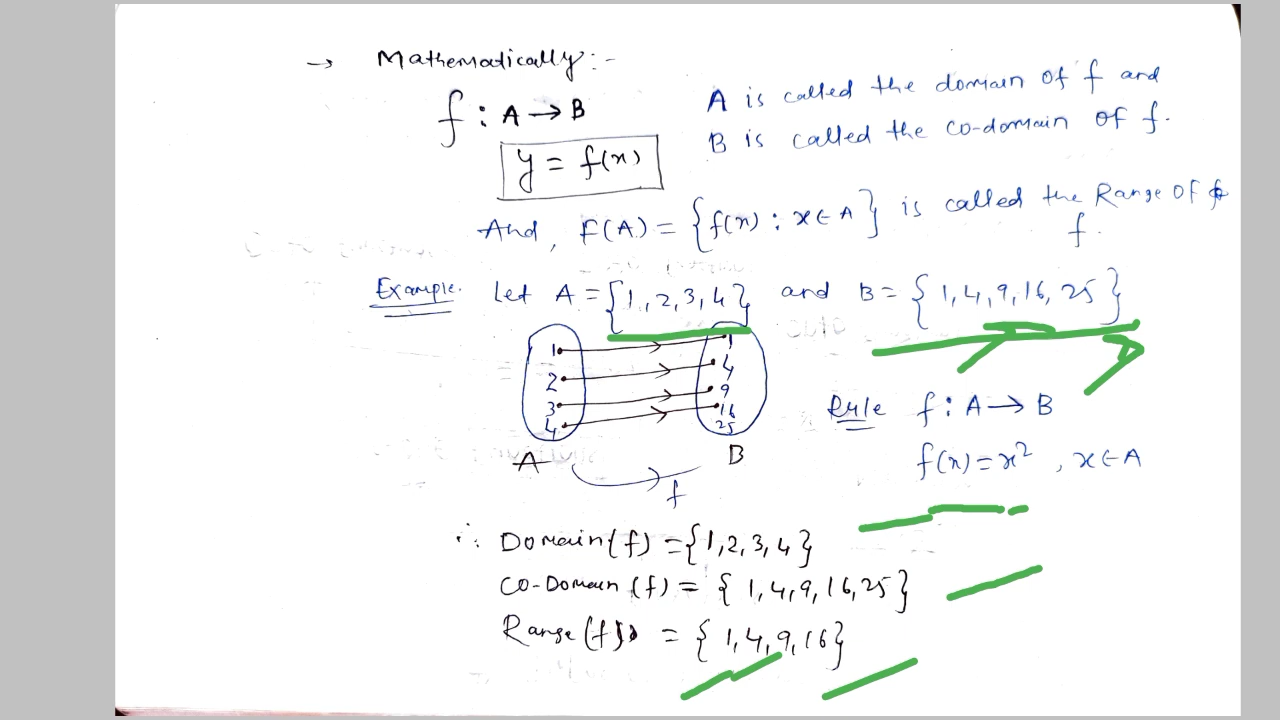 → Mathematically:-
f : A → B
A is called the domain of f and
B is called the co-domain of f.
y = f(x)
And, F(A) = {f(x) : x ∈ A} is called the Range of
f.
Example. Let A = {1, 2, 3, 4} and B = {1, 4, 9, 16, 25}
1 1
2 4
3 9
4 16
25
A B
f
Rule f : A → B
f(x) = x², x ∈ A
∴ Domain(f) = {1, 2, 3, 4}
Co-Domain (f) = {1, 4, 9, 16, 25}
Range (f) = {1, 4, 9, 16}